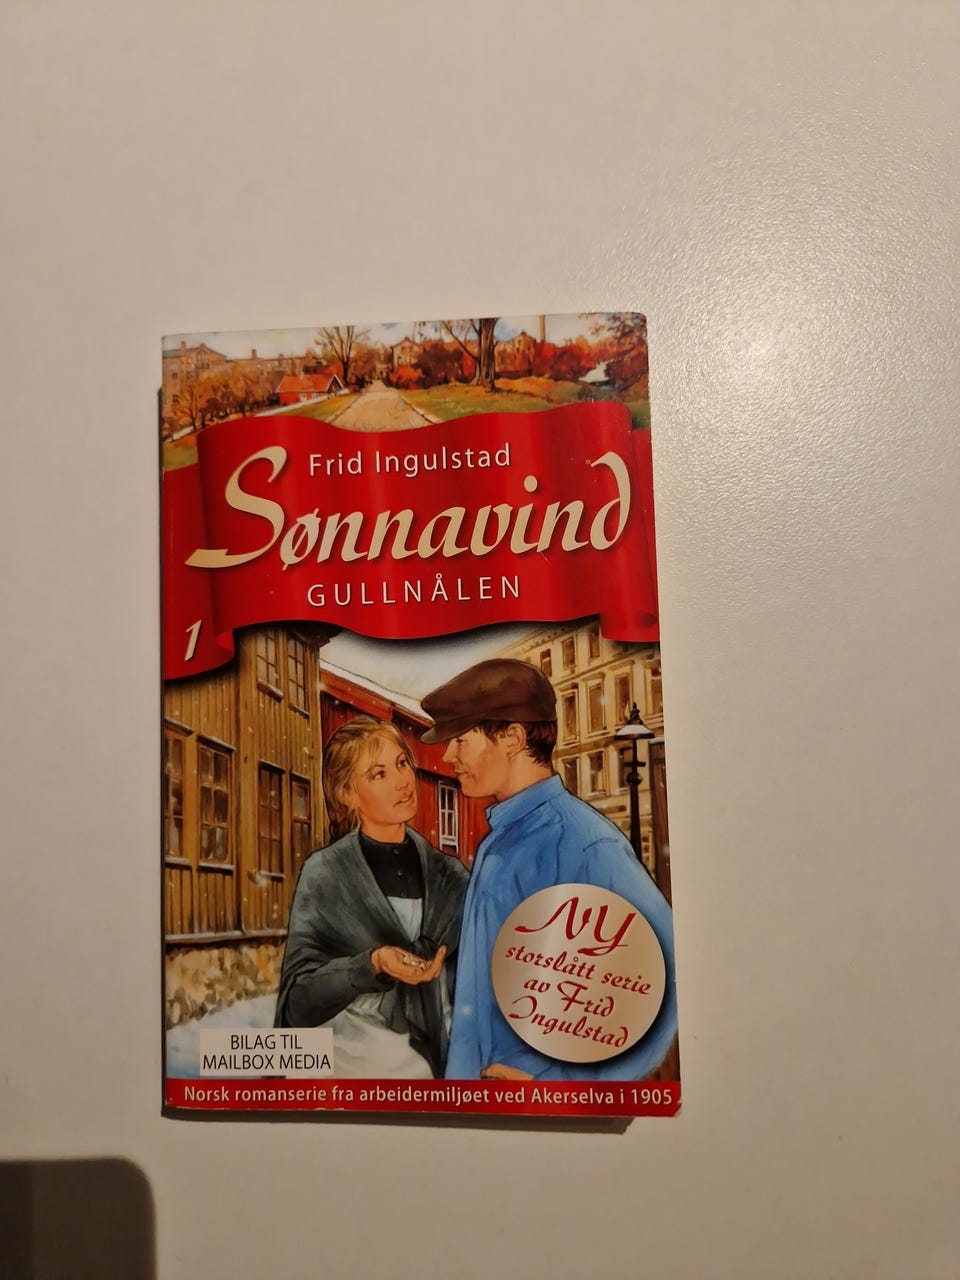 Frid Ingulstad
Sønnavind
GULLNÅLEN
1
NY
storslått serie
av Frid
Ingulstad
BILAG TIL
MAILBOX MEDIA
Norsk romanserie fra arbeidermiljøet ved Akerselva i 1905